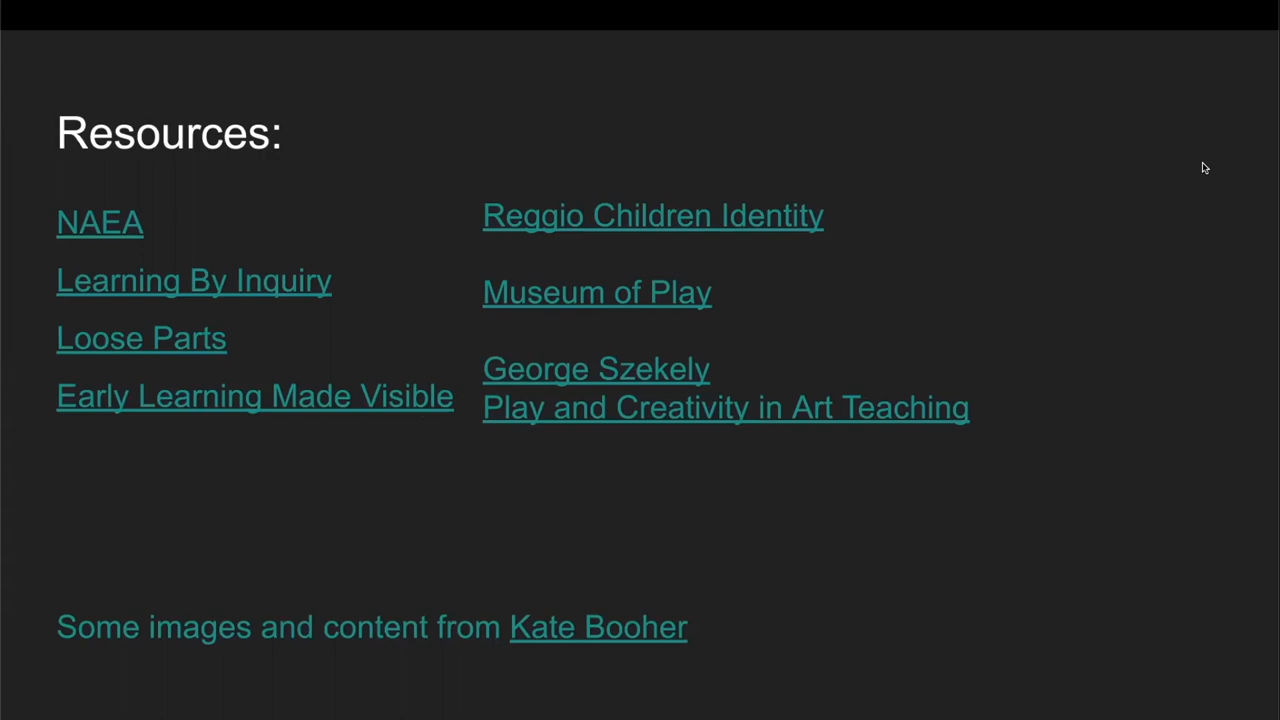 Resources:
NAEA
Learning By Inquiry
Loose Parts
Early Learning Made Visible
Reggio Children Identity
Museum of Play
George Szekely
Play and Creativity in Art Teaching
Some images and content from Kate Booher